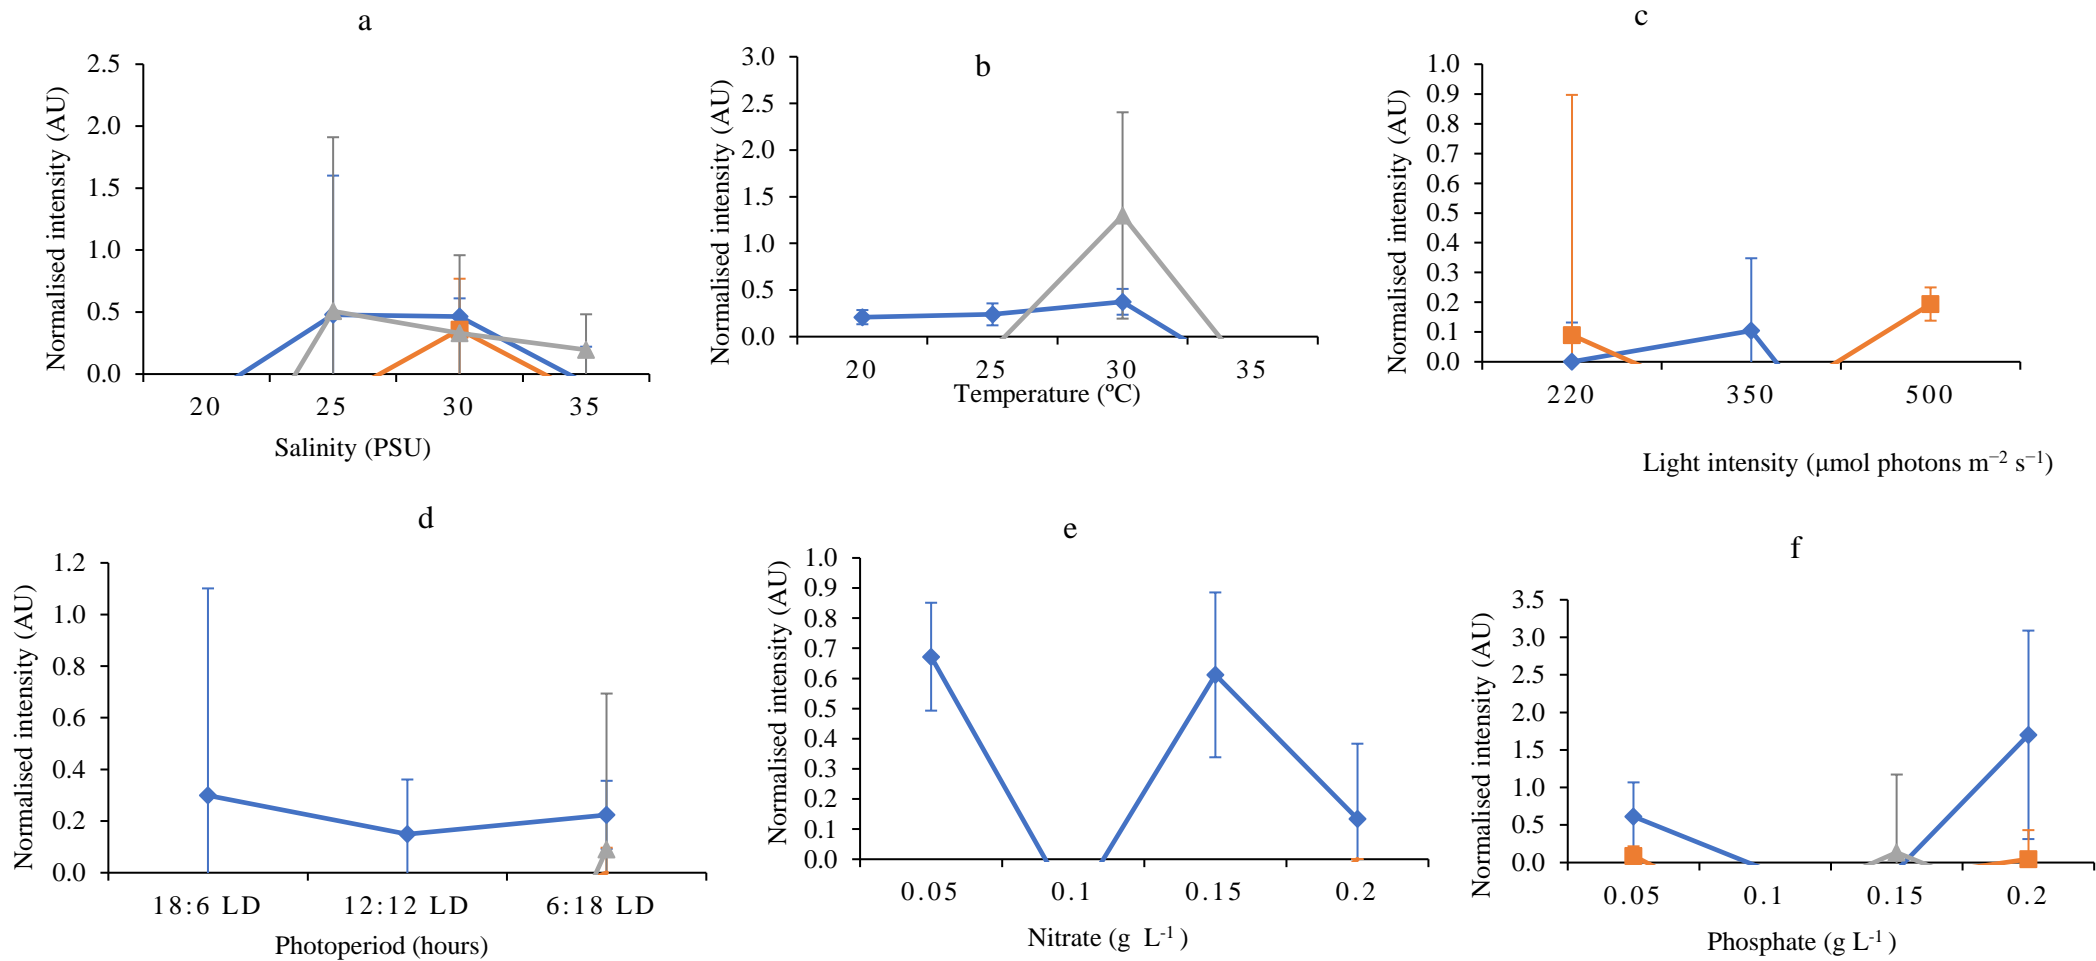 a
Normalised intensity (AU)
2.5
2.0
1.5
1.0
0.5
0.0
20 25 30 35
Salinity (PSU)
b
Normalised intensity (AU)
3.0
2.5
2.0
1.5
1.0
0.5
0.0
20 25 30 35
Temperature (ºC)
c
Normalised intensity (AU)
1.0
0.9
0.8
0.7
0.6
0.5
0.4
0.3
0.2
0.1
0.0
220 350 500
Light intensity (μmol photons m⁻² s⁻¹)
d
Normalised intensity (AU)
1.2
1.0
0.8
0.6
0.4
0.2
0.0
18:6 LD 12:12 LD 6:18 LD
Photoperiod (hours)
e
Normalised intensity (AU)
1.0
0.9
0.8
0.7
0.6
0.5
0.4
0.3
0.2
0.1
0.0
0.05 0.1 0.15 0.2
Nitrate (g L⁻¹ )
f
Normalised intensity (AU)
3.5
3.0
2.5
2.0
1.5
1.0
0.5
0.0
0.05 0.1 0.15 0.2
Phosphate (g L⁻¹ )